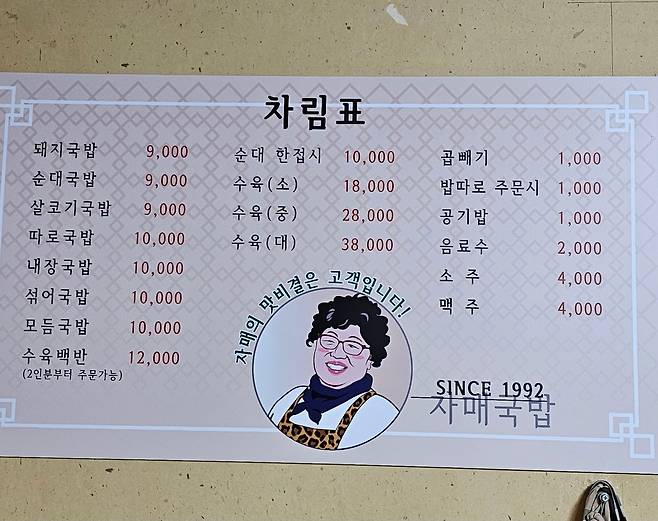 차림표
돼지국밥 9,000
순대국밥 9,000
살코기국밥 9,000
따로국밥 10,000
내장국밥 10,000
섞어국밥 10,000
모듬국밥 10,000
수육백반 12,000
(2인분부터 주문가능)
순대 한접시 10,000
수육(소) 18,000
수육(중) 28,000
수육(대) 38,000
곱빼기 1,000
밥따로 주문시 1,000
공기밥 1,000
음료수 2,000
소 주 4,000
맥 주 4,000
자매의 맛비결은 고객입니다!
SINCE 1992
자매국밥